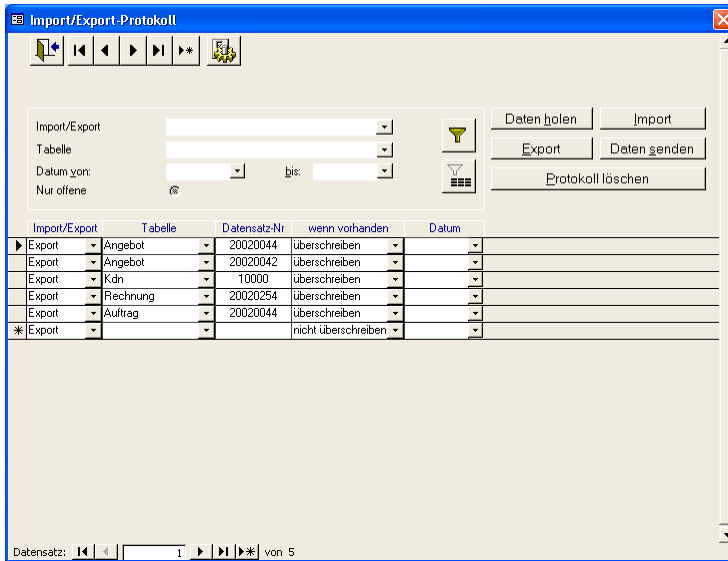 Import/Export-Protokoll
Import/Export
Tabelle
Datum von: bis:
Nur offene
Daten holen Import
Export Daten senden
Protokoll löschen
Import/Export Tabelle Datensatz-Nr wenn vorhanden Datum
Export Angebot 20020044 überschreiben
Export Angebot 20020042 überschreiben
Export Kdn 10000 überschreiben
Export Rechnung 20020254 überschreiben
Export Auftrag 20020044 überschreiben
Export nicht überschreiben
Datensatz: 1 von 5